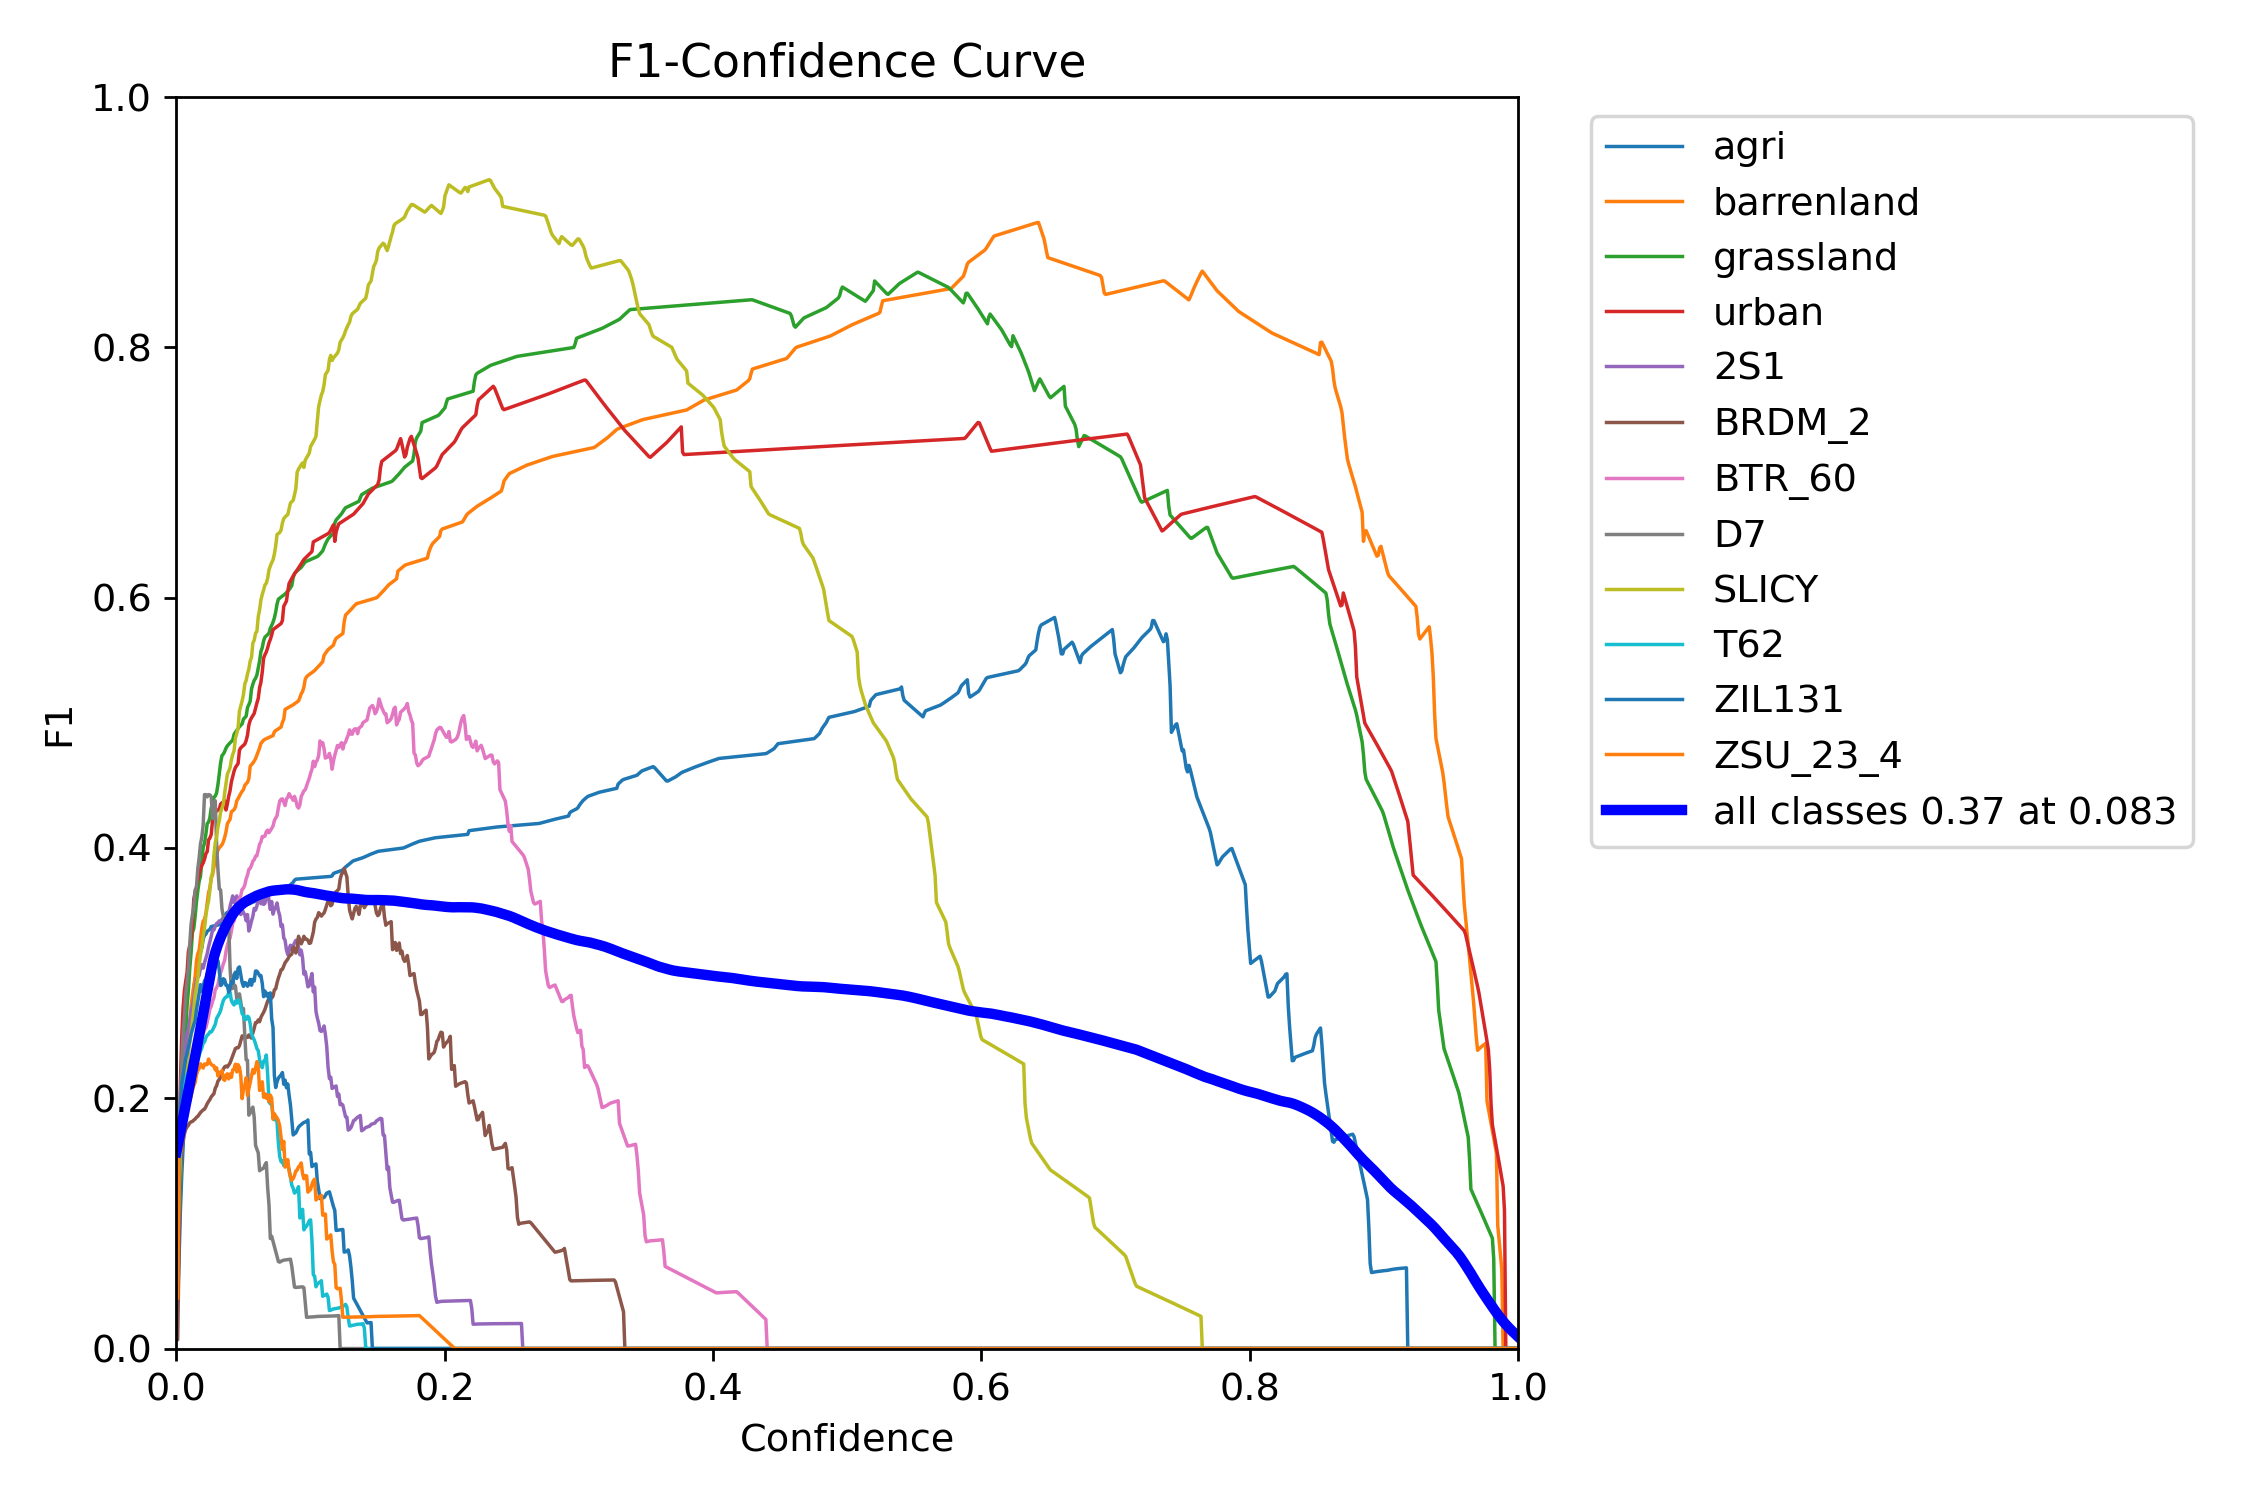 F1-Confidence Curve
1.0
0.8
0.6
0.4
0.2
0.0
F1
0.0 0.2 0.4 0.6 0.8 1.0
Confidence
agri
barrenland
grassland
urban
2S1
BRDM_2
BTR_60
D7
SLICY
T62
ZIL131
ZSU_23_4
all classes 0.37 at 0.083